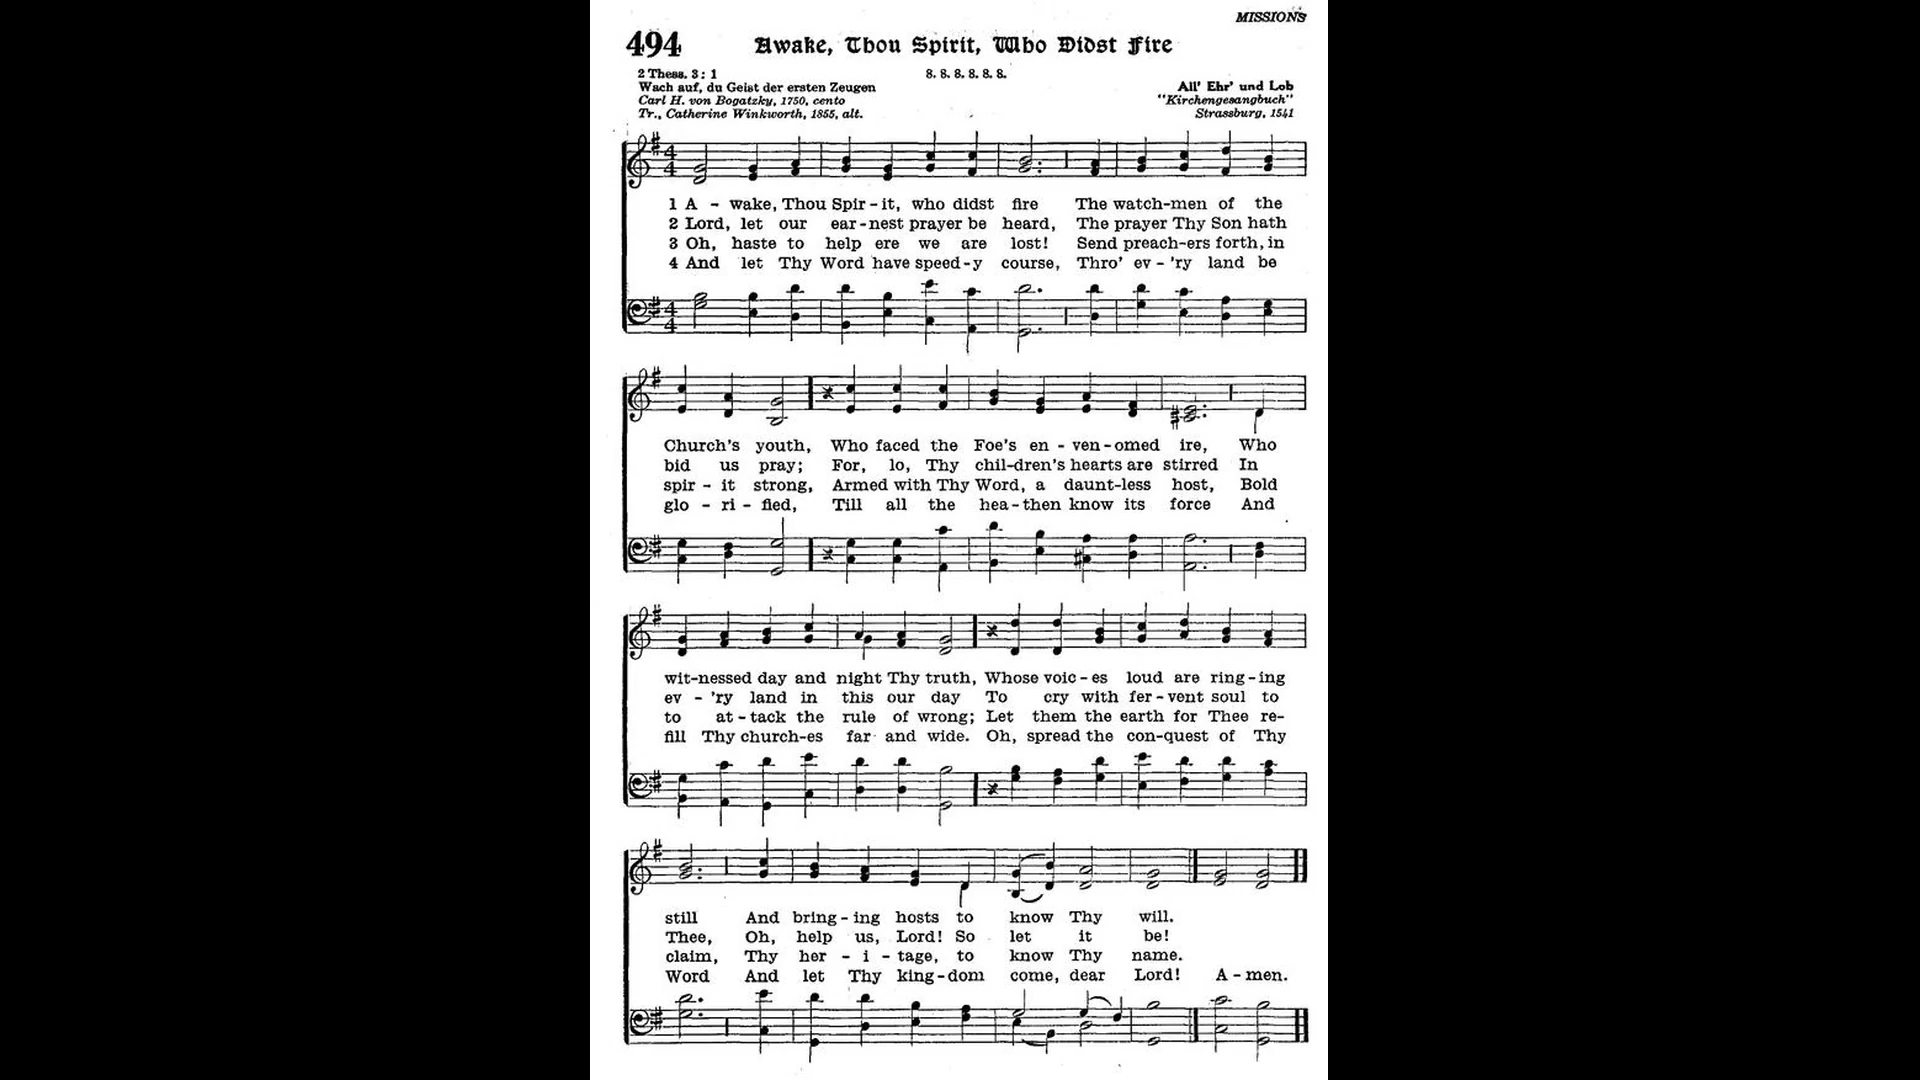 MISSIONS
494 Awake, Thou Spirit, Who Didst Fire
2 Thess. 3: 1
8. 8. 8. 8. 8. 8.
Wach auf, du Geist der ersten Zeugen
All' Ehr' und Lob
Carl H. von Bogatzky, 1750, cento
"Kirchengesangbuch"
Tr., Catherine Winkworth, 1855, alt.
Strassburg, 1541
4 4
1 A - wake, Thou Spir - it, who didst fire The watch-men of the
2 Lord, let our ear - nest prayer be heard, The prayer Thy Son hath
3 Oh, haste to help ere we are lost! Send preach-ers forth, in
4 And let Thy Word have speed - y course, Thro' ev - 'ry land be
4 4
Church's youth, Who faced the Foe's en - ven - omed ire, Who
bid us pray; For, lo, Thy chil-dren's hearts are stirred In
spir - it strong, Armed with Thy Word, a daunt-less host, Bold
glo - ri - fied, Till all the hea - then know its force And
wit-nessed day and night Thy truth, Whose voic - es loud are ring - ing
ev - 'ry land in this our day To cry with fer - vent soul to
to at - tack the rule of wrong; Let them the earth for Thee re-
fill Thy church-es far and wide. Oh, spread the con-quest of Thy
still And bring - ing hosts to know Thy will.
Thee, Oh, help us, Lord! So let it be!
claim, Thy her - i - tage, to know Thy name.
Word And let Thy king - dom come, dear Lord! A - men.